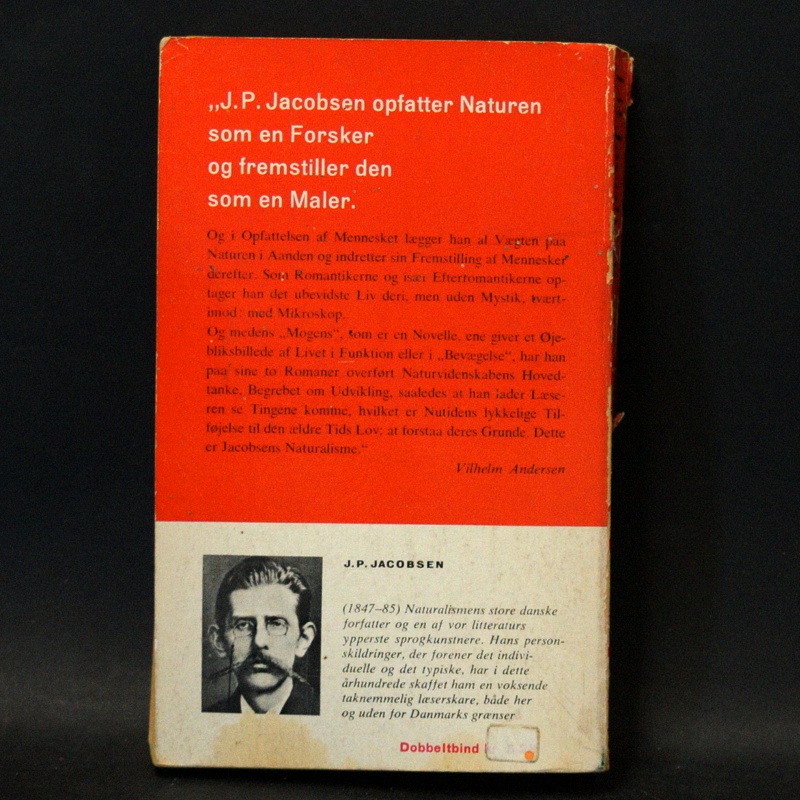 „J.P. Jacobsen opfatter Naturen
som en Forsker
og fremstiller den
som en Maler.
Og i Opfattelsen af Mennesket lægger han al Vægten paa
Naturen i Aanden og indretter sin Fremstilling af Mennesker
derefter. Som Romantikerne og især Efterromantikerne op-
tager han det ubevidste Liv deri, men uden Mystik, tvært-
imod: med Mikroskop.
Og medens „Mogens“, som er en Novelle, ene giver et Øje-
bliksbillede af Livet i Funktion eller i „Bevægelse“, har han
paa sine to Romaner overført Naturvidenskabens Hoved-
tanke, Begrebet om Udvikling, saaledes at han lader Læse-
ren se Tingene komme, hvilket er Nutidens lykkelige Til-
føjelse til den ældre Tids Lov: at forstaa deres Grunde. Dette
er Jacobsens Naturalisme.“
Vilhelm Andersen
J.P. JACOBSEN
(1847–85) Naturalismens store danske
forfatter og en af vor litteraturs
ypperste sprogkunstnere. Hans person-
skildringer, der forener det indivi-
duelle og det typiske, har i dette
århundrede skaffet ham en voksende
taknemmelig læserskare, både her
og uden for Danmarks grænser
Dobbeltbind